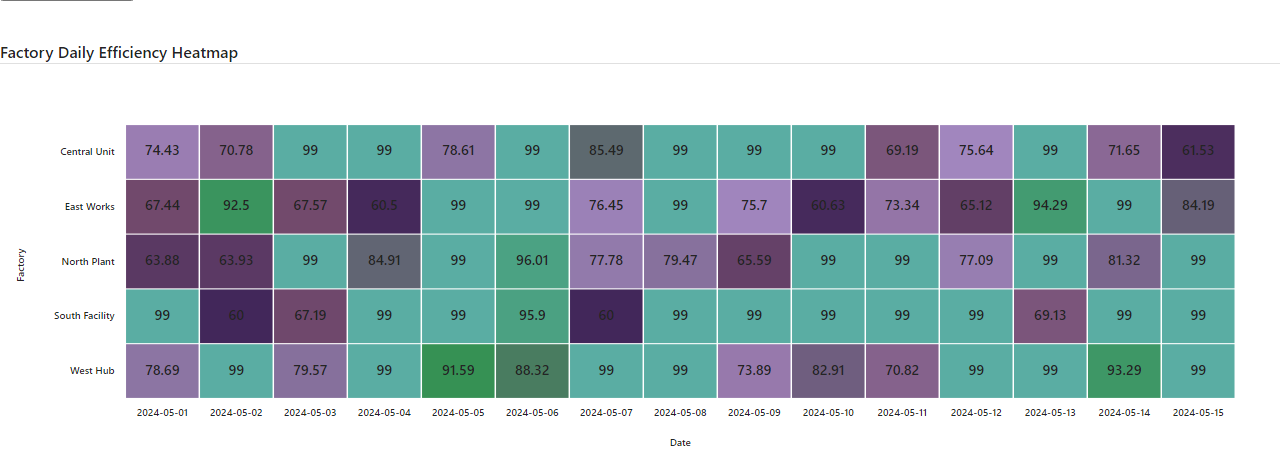 Factory Daily Efficiency Heatmap
Central Unit 74.43 70.78 99 99 78.61 99 85.49 99 99 99 69.19 75.64 99 71.65 61.53
East Works 67.44 92.5 67.57 60.5 99 99 76.45 99 75.7 60.63 73.34 65.12 94.29 99 84.19
Factory
North Plant 63.88 63.93 99 84.91 99 96.01 77.78 79.47 65.59 99 99 77.09 99 81.32 99
South Facility 99 60 67.19 99 99 95.9 60 99 99 99 99 99 69.13 99 99
West Hub 78.69 99 79.57 99 91.59 88.32 99 99 73.89 82.91 70.82 99 99 93.29 99
2024-05-01 2024-05-02 2024-05-03 2024-05-04 2024-05-05 2024-05-06 2024-05-07 2024-05-08 2024-05-09 2024-05-10 2024-05-11 2024-05-12 2024-05-13 2024-05-14 2024-05-15
Date